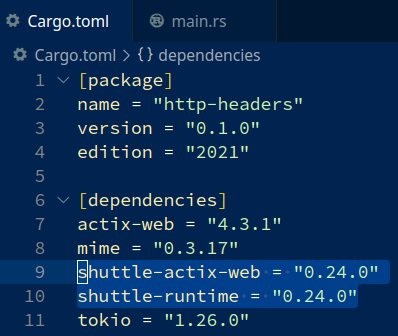 Cargo.toml main.rs
Cargo.toml > {} dependencies
1 [package]
2 name = "http-headers"
3 version = "0.1.0"
4 edition = "2021"
5
6 [dependencies]
7 actix-web = "4.3.1"
8 mime = "0.3.17"
9 shuttle-actix-web = "0.24.0"
10 shuttle-runtime = "0.24.0"
11 tokio = "1.26.0"